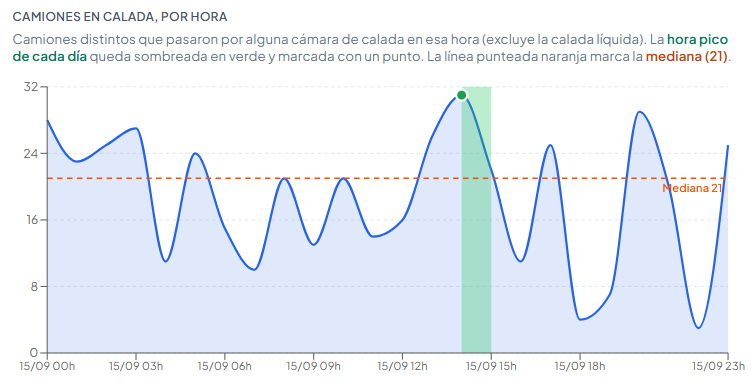 CAMIONES EN CALADA, POR HORA
Camiones distintos que pasaron por alguna cámara de calada en esa hora (excluye la calada líquida). La hora pico
de cada día queda sombreada en verde y marcada con un punto. La línea punteada naranja marca la mediana (21).
32
24
Mediana 21
16
8
0
15/09 00h 15/09 03h 15/09 06h 15/09 09h 15/09 12h 15/09 15h 15/09 18h 15/09 23h